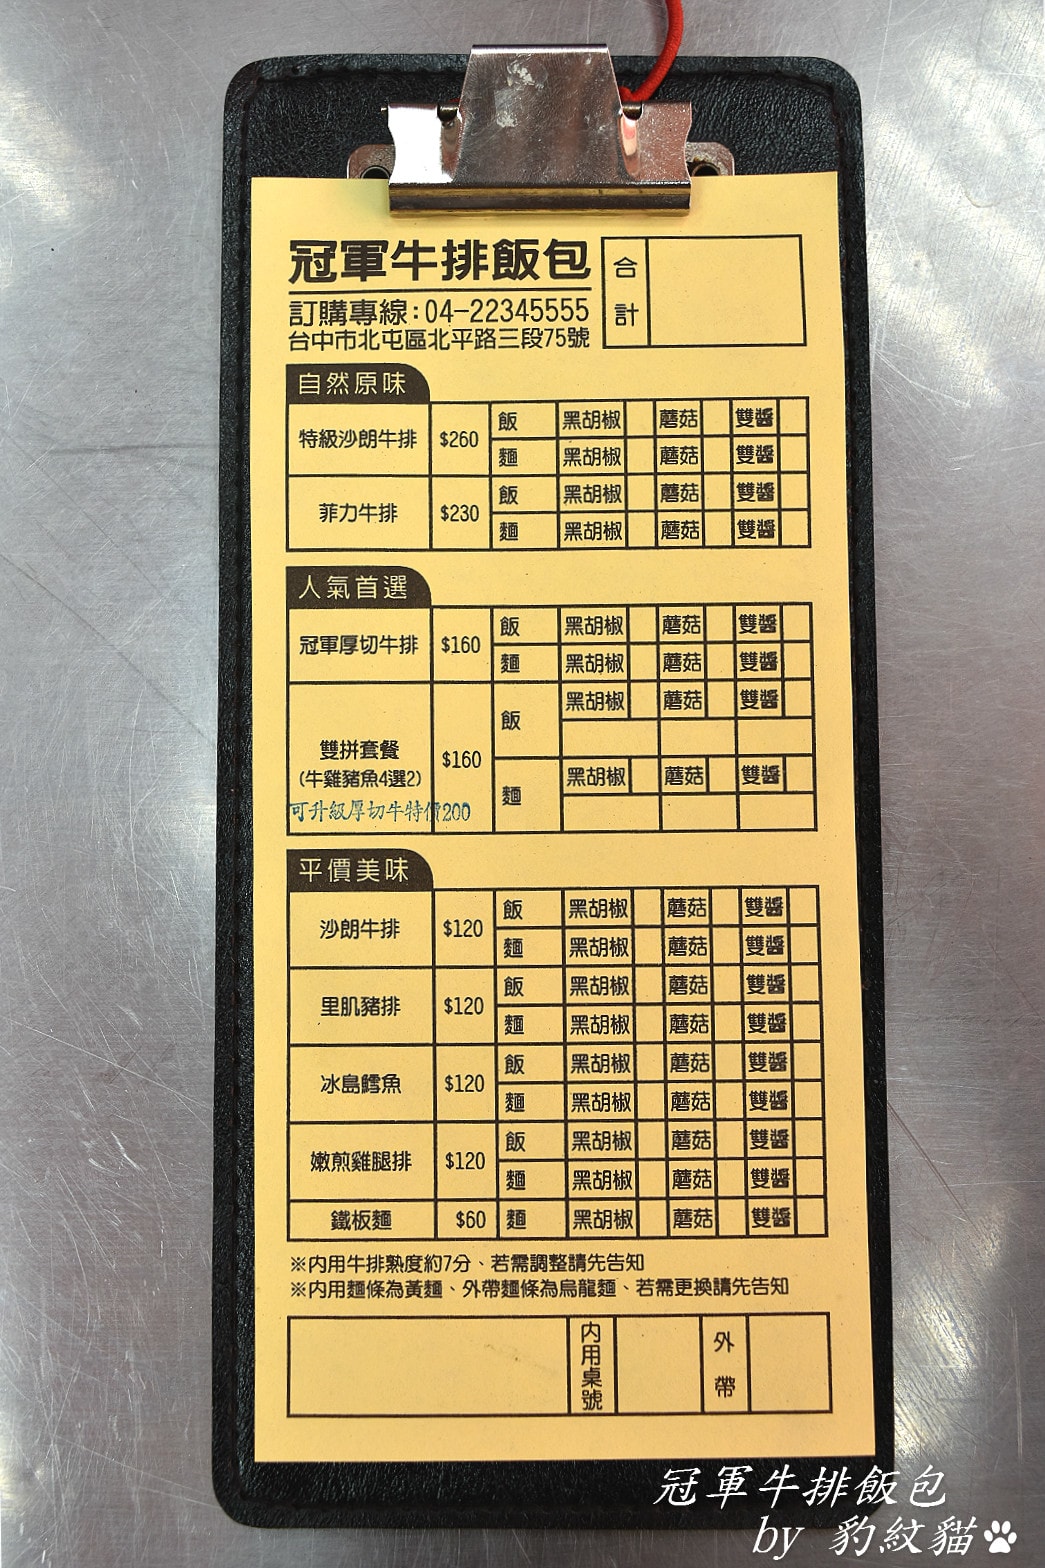 冠軍牛排飯包
合計
訂購專線:04-22345555
台中市北屯區北平路三段75號
自然原味
特級沙朗牛排 $260 飯 黑胡椒 蘑菇 雙醬
麵 黑胡椒 蘑菇 雙醬
菲力牛排 $230 飯 黑胡椒 蘑菇 雙醬
麵 黑胡椒 蘑菇 雙醬
人氣首選
冠軍厚切牛排 $160 飯 黑胡椒 蘑菇 雙醬
麵 黑胡椒 蘑菇 雙醬
雙拼套餐 $160 飯 黑胡椒 蘑菇 雙醬
(牛雞豬魚4選2) 麵 黑胡椒 蘑菇 雙醬
可升級厚切牛特價200
平價美味
沙朗牛排 $120 飯 黑胡椒 蘑菇 雙醬
麵 黑胡椒 蘑菇 雙醬
里肌豬排 $120 飯 黑胡椒 蘑菇 雙醬
麵 黑胡椒 蘑菇 雙醬
冰島鱈魚 $120 飯 黑胡椒 蘑菇 雙醬
麵 黑胡椒 蘑菇 雙醬
嫩煎雞腿排 $120 飯 黑胡椒 蘑菇 雙醬
麵 黑胡椒 蘑菇 雙醬
鐵板麵 $60 麵 黑胡椒 蘑菇 雙醬
※內用牛排熟度約7分、若需調整請先告知
※內用麵條為黃麵、外帶麵條為烏龍麵、若需更換請先告知
內用桌號 外帶
冠軍牛排飯包
by 豹紋貓